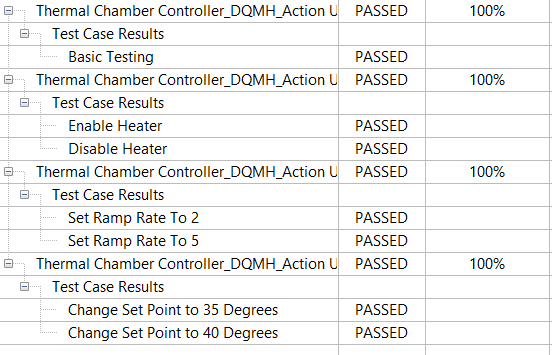 Thermal Chamber Controller_DQMH_Action U PASSED 100%
Test Case Results
Basic Testing PASSED
Thermal Chamber Controller_DQMH_Action U PASSED 100%
Test Case Results
Enable Heater PASSED
Disable Heater PASSED
Thermal Chamber Controller_DQMH_Action U PASSED 100%
Test Case Results
Set Ramp Rate To 2 PASSED
Set Ramp Rate To 5 PASSED
Thermal Chamber Controller_DQMH_Action U PASSED 100%
Test Case Results
Change Set Point to 35 Degrees PASSED
Change Set Point to 40 Degrees PASSED